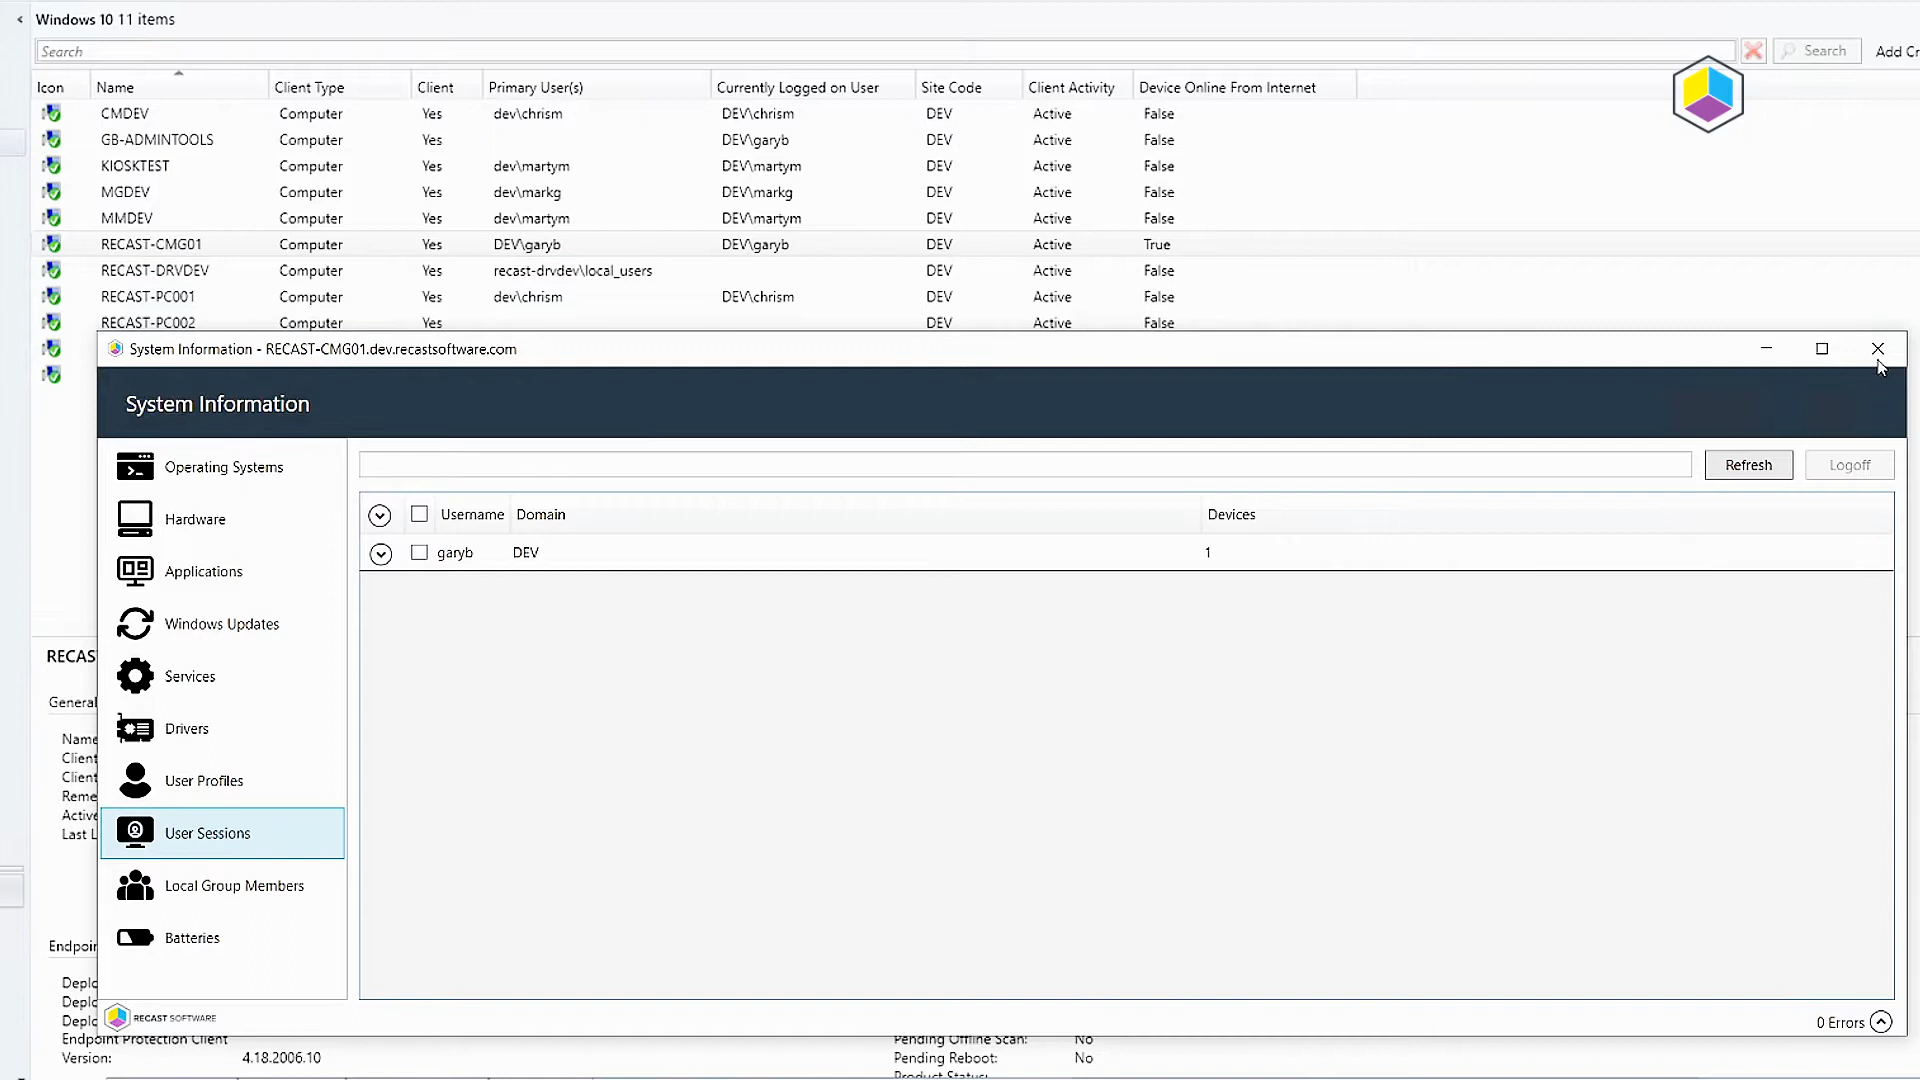 Windows 10 11 items
Search
Search
Add Cr
Icon Name Client Type Client Primary User(s) Currently Logged on User Site Code Client Activity Device Online From Internet
CMDEV Computer Yes dev\chrism DEV\chrism DEV Active False
GB-ADMINTOOLS Computer Yes DEV\garyb DEV Active False
KIOSKTEST Computer Yes dev\martym DEV\martym DEV Active False
MGDEV Computer Yes dev\markg DEV\markg DEV Active False
MMDEV Computer Yes dev\martym DEV\martym DEV Active False
RECAST-CMG01 Computer Yes DEV\garyb DEV\garyb DEV Active True
RECAST-DRVDEV Computer Yes recast-drvdev\local_users DEV Active False
RECAST-PC001 Computer Yes dev\chrism DEV\chrism DEV Active False
RECAST-PC002 Computer Yes DEV Active False
System Information - RECAST-CMG01.dev.recastsoftware.com
System Information
Operating Systems
Hardware
Applications
Windows Updates
Services
Drivers
User Profiles
User Sessions
Local Group Members
Batteries
Refresh
Logoff
Username Domain Devices
garyb DEV 1
RECAS
General
Name
Client
Client
Reme
Active
Last L
Endpoin
Deplo
Deplo
Deplo
RECAST SOFTWARE
0 Errors
Endpoint Protection Client
Version: 4.18.2006.10
Pending Offline Scan: No
Pending Reboot: No
Product Status: